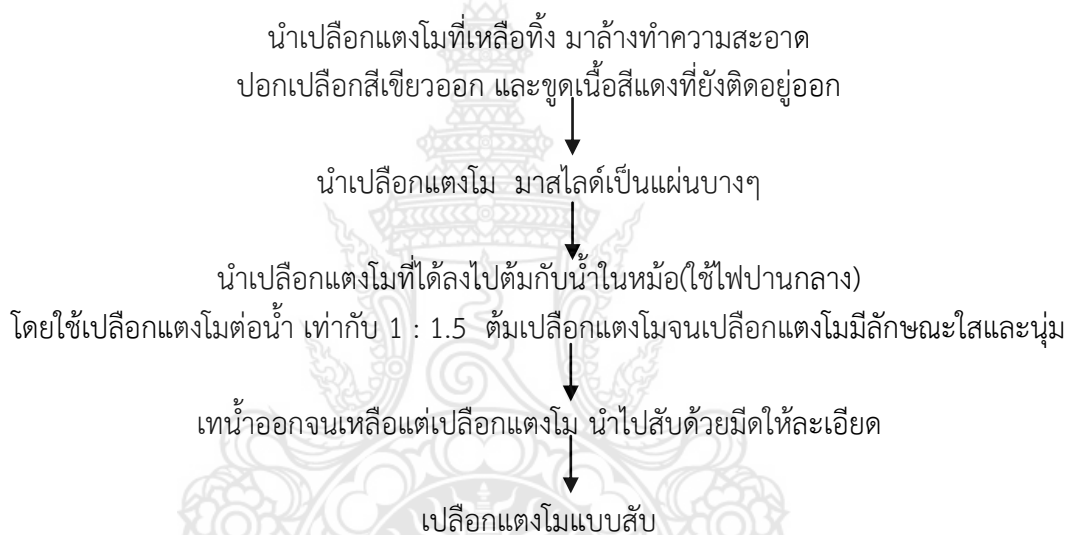 นำเปลือกแตงโมที่เหลือทิ้ง มาล้างทำความสะอาด
ปอกเปลือกสีเขียวออก และขูดเนื้อสีแดงที่ยังติดอยู่ออก
นำเปลือกแตงโม มาสไลด์เป็นแผ่นบางๆ
นำเปลือกแตงโมที่ได้ลงไปต้มกับน้ำในหม้อ(ใช้ไฟปานกลาง)
โดยใช้เปลือกแตงโมต่อน้ำ เท่ากับ 1 : 1.5 ต้มเปลือกแตงโมจนเปลือกแตงโมมีลักษณะใสและนุ่ม
เทน้ำออกจนเหลือแต่เปลือกแตงโม นำไปสับด้วยมีดให้ละเอียด
เปลือกแตงโมแบบสับ